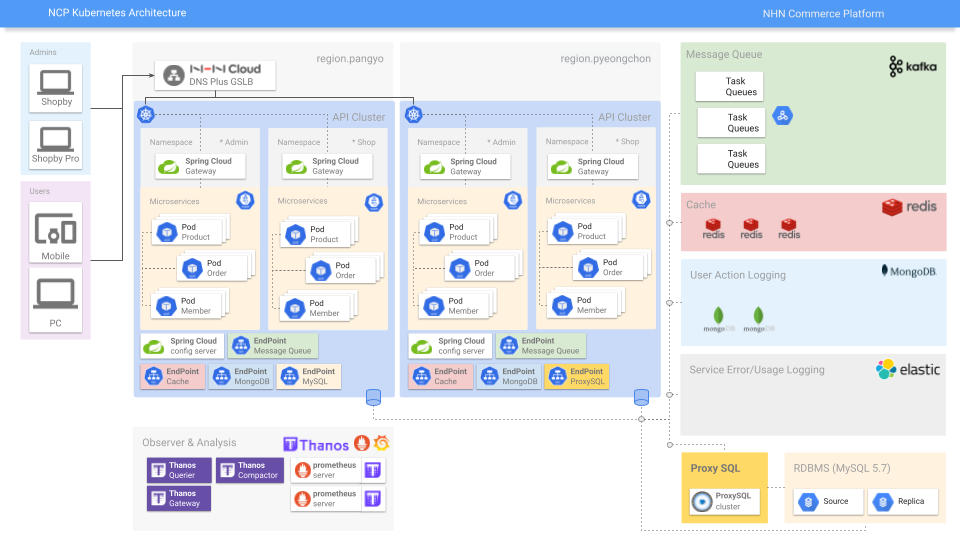 NCP Kubernetes Architecture
NHN Commerce Platform
Admins
Shopby
Shopby Pro
Users
Mobile
PC
region.pangyo
NHN Cloud
DNS Plus GSLB
API Cluster
Namespace
* Admin
Spring Cloud
Gateway
Microservices
Pod
Product
Pod
Order
Pod
Member
Namespace
* Shop
Spring Cloud
Gateway
Microservices
Pod
Product
Pod
Order
Pod
Member
Spring Cloud
config server
EndPoint
Message Queue
EndPoint
Cache
EndPoint
MongoDB
EndPoint
MySQL
region.pyeongchon
API Cluster
Namespace
* Admin
Spring Cloud
Gateway
Microservices
Pod
Product
Pod
Order
Pod
Member
Namespace
* Shop
Spring Cloud
Gateway
Microservices
Pod
Product
Pod
Order
Pod
Member
Spring Cloud
config server
EndPoint
Message Queue
EndPoint
Cache
EndPoint
MongoDB
EndPoint
ProxySQL
Observer & Analysis
Thanos
Thanos
Querier
Thanos
Compactor
Thanos
Gateway
prometheus
server
prometheus
server
Message Queue
kafka
Task
Queues
Task
Queues
Task
Queues
Cache
redis
redis
redis
redis
User Action Logging
MongoDB.
mongoDB
mongoDB
Service Error/Usage Logging
elastic
Proxy SQL
ProxySQL
cluster
RDBMS (MySQL 5.7)
Source
Replica